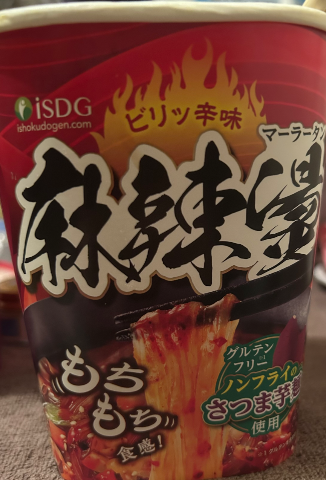 iSDG
ishokudogen.com
ビリッ辛味
マーラータン
麻辣湯
もち
もち
食感!
グルテン
フリー
ノンフライの
さつま芋麺
使用